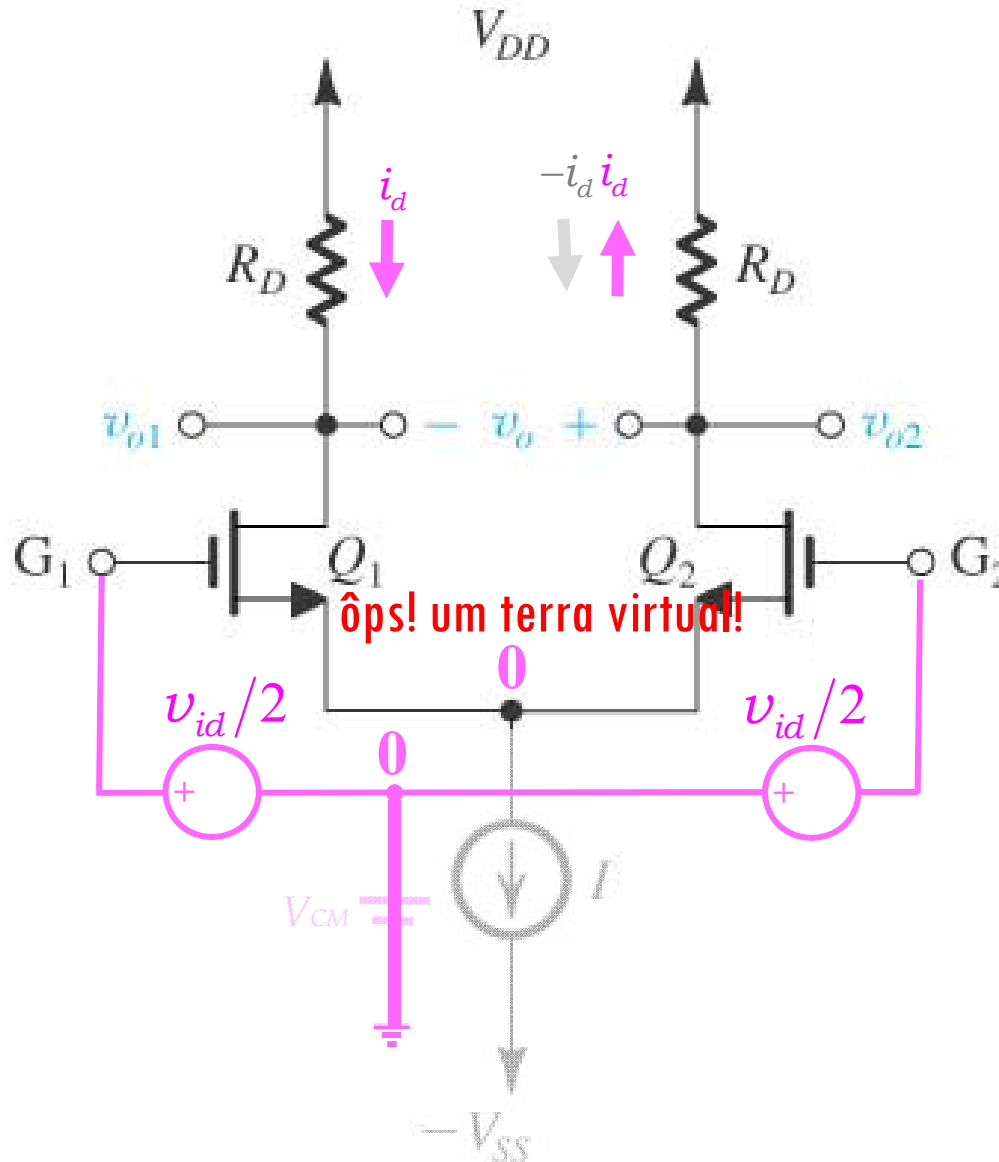 V_DD
i_d
−i_d i_d
R_D
R_D
v_o1
− v_o +
v_o2
G_1
Q_1
Q_2
G_2
ôps! um terra virtual!
0
v_id/2
v_id/2
0
+
+
I
V_CM
−V_SS